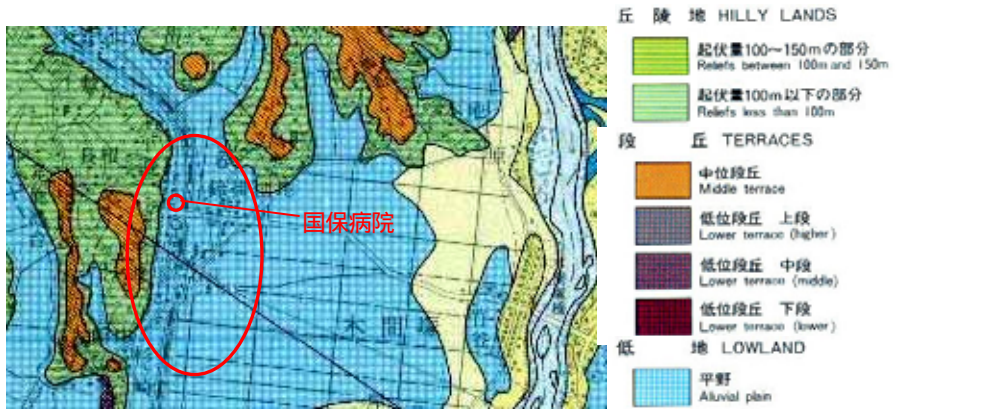 国保病院
木間塚
丘 陵 地 HILLY LANDS
起伏量100~150mの部分
Reliefs between 100m and 150m
起伏量100m以下の部分
Reliefs less than 100m
段 丘 TERRACES
中位段丘
Middle terrace
低位段丘 上段
Lower terrace (higher)
低位段丘 中段
Lower terrace (middle)
低位段丘 下段
Lower terrace (lower)
低 地 LOWLAND
平野
Aluvial plain